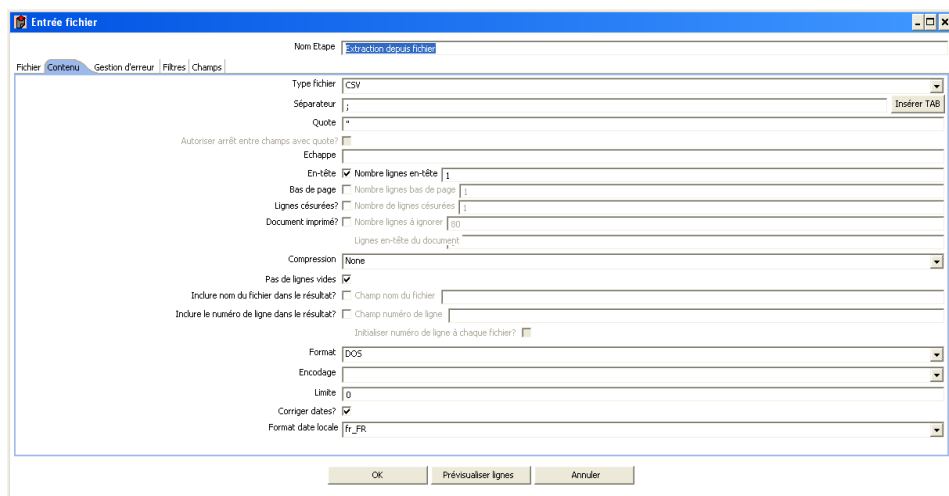 Entrée fichier
Nom Etape Extraction depuis fichier
Fichier Contenu Gestion d'erreur Filtres Champs
Type fichier CSV
Séparateur ; Insérer TAB
Quote "
Autoriser arrêt entre champs avec quote?
Echappe
En-tête Nombre lignes en-tête 1
Bas de page Nombre lignes bas de page 1
Lignes césurées? Nombre de lignes césurées 1
Document imprimé? Nombre lignes à ignorer 80
Lignes en-tête du document
Compression None
Pas de lignes vides
Inclure nom du fichier dans le résultat? Champ nom du fichier
Inclure le numéro de ligne dans le résultat? Champ numéro de ligne
Initialiser numéro de ligne à chaque fichier?
Format DOS
Encodage
Limite 0
Corriger dates?
Format date locale fr_FR
OK Prévisualiser lignes Annuler